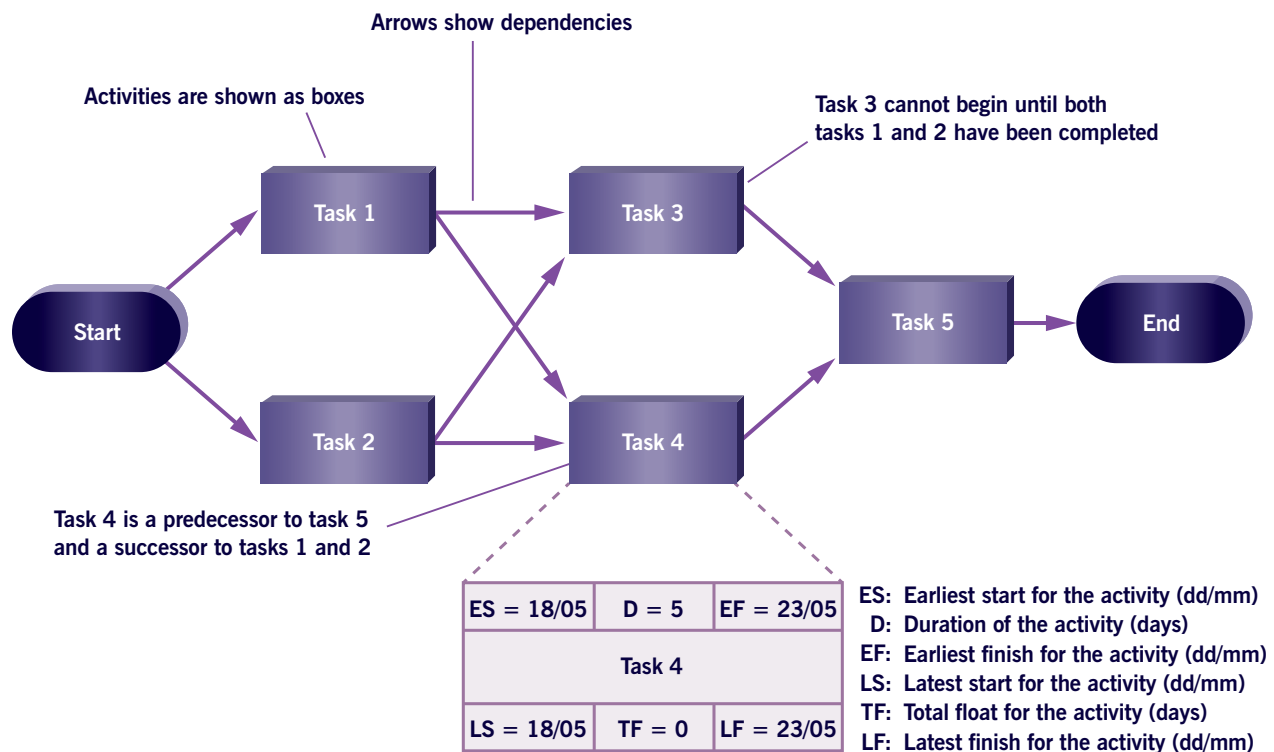 Arrows show dependencies
Activities are shown as boxes
Task 3 cannot begin until both
tasks 1 and 2 have been completed
Task 1
Task 3
Start
Task 5
End
Task 2
Task 4
Task 4 is a predecessor to task 5
and a successor to tasks 1 and 2
ES = 18/05 D = 5 EF = 23/05
Task 4
LS = 18/05 TF = 0 LF = 23/05
ES: Earliest start for the activity (dd/mm)
D: Duration of the activity (days)
EF: Earliest finish for the activity (dd/mm)
LS: Latest start for the activity (dd/mm)
TF: Total float for the activity (days)
LF: Latest finish for the activity (dd/mm)